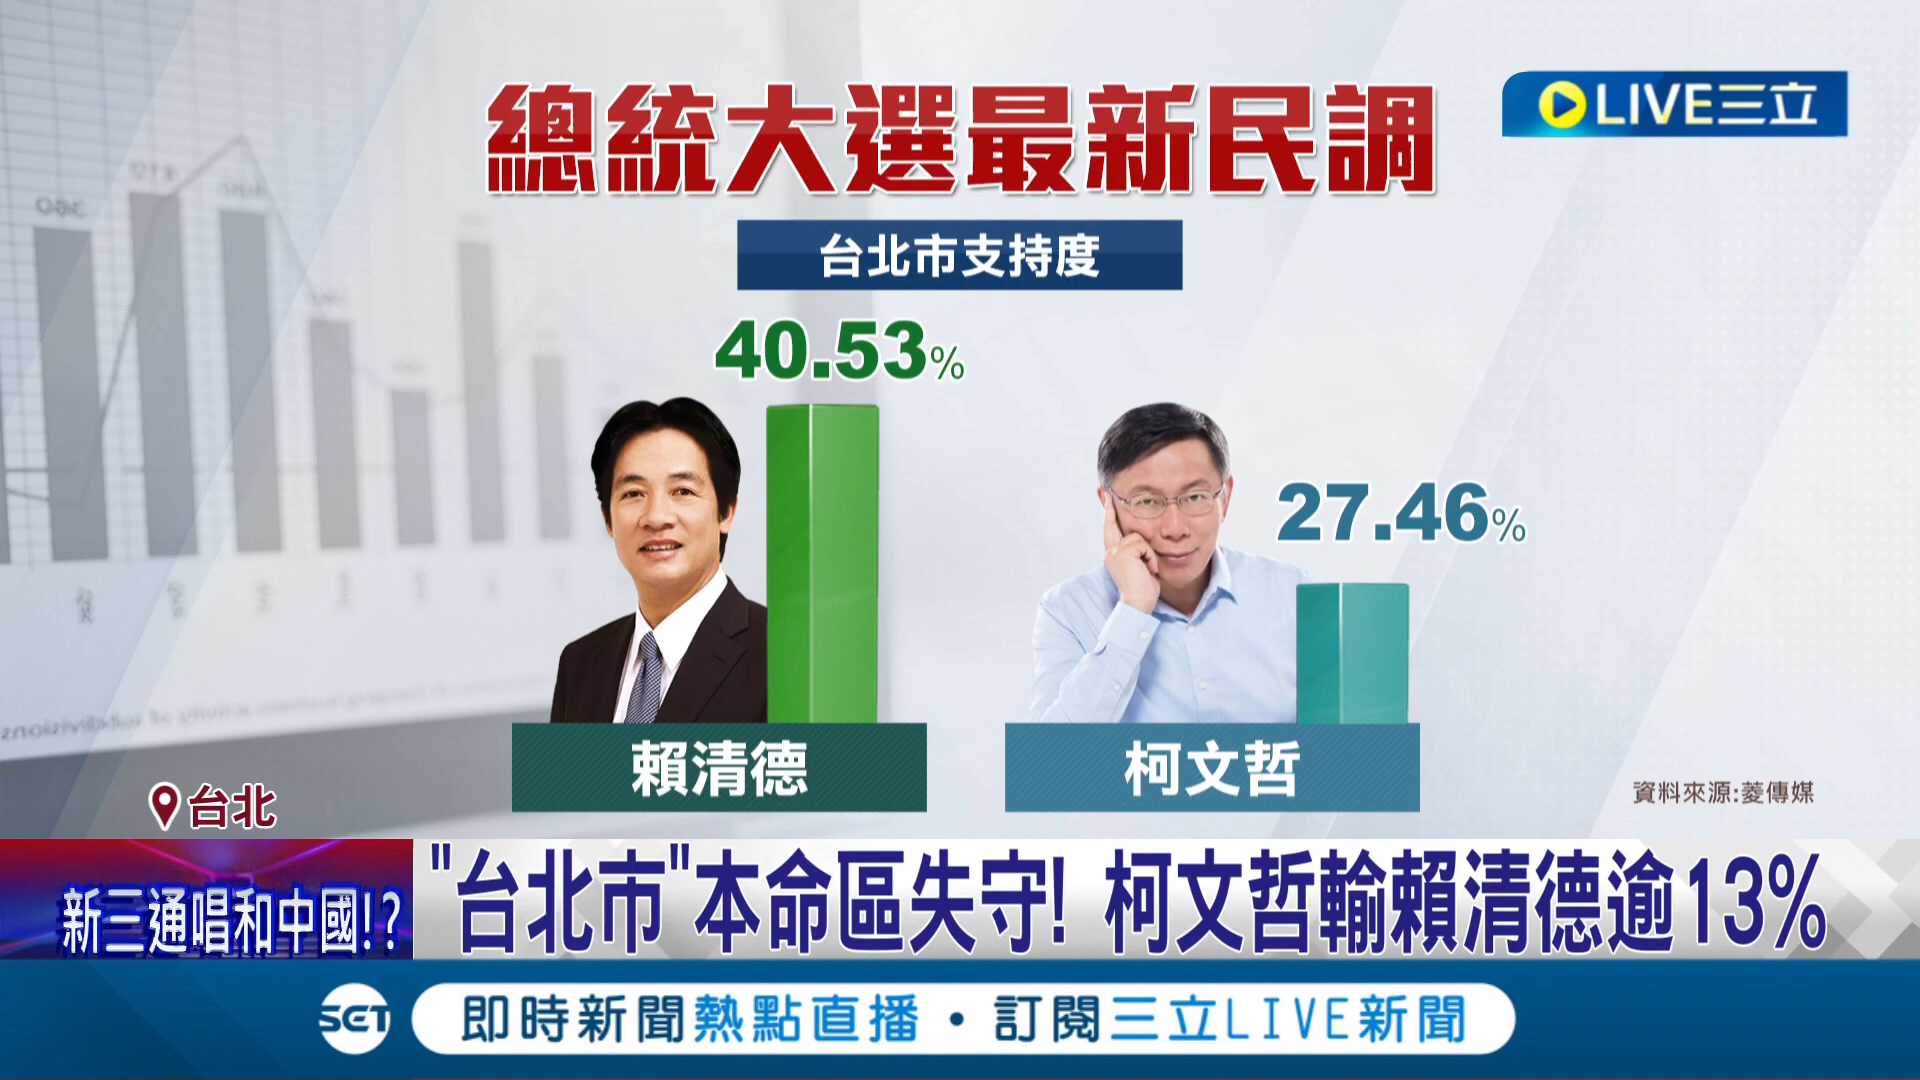 總統大選最新民調
LIVE三立
台北市支持度
40.53%
27.46%
賴清德
柯文哲
資料來源:菱傳媒
台北
新三通唱和中國!?
"台北市"本命區失守! 柯文哲輸賴清德逾13%
SET
即時新聞熱點直播・訂閱三立LIVE新聞